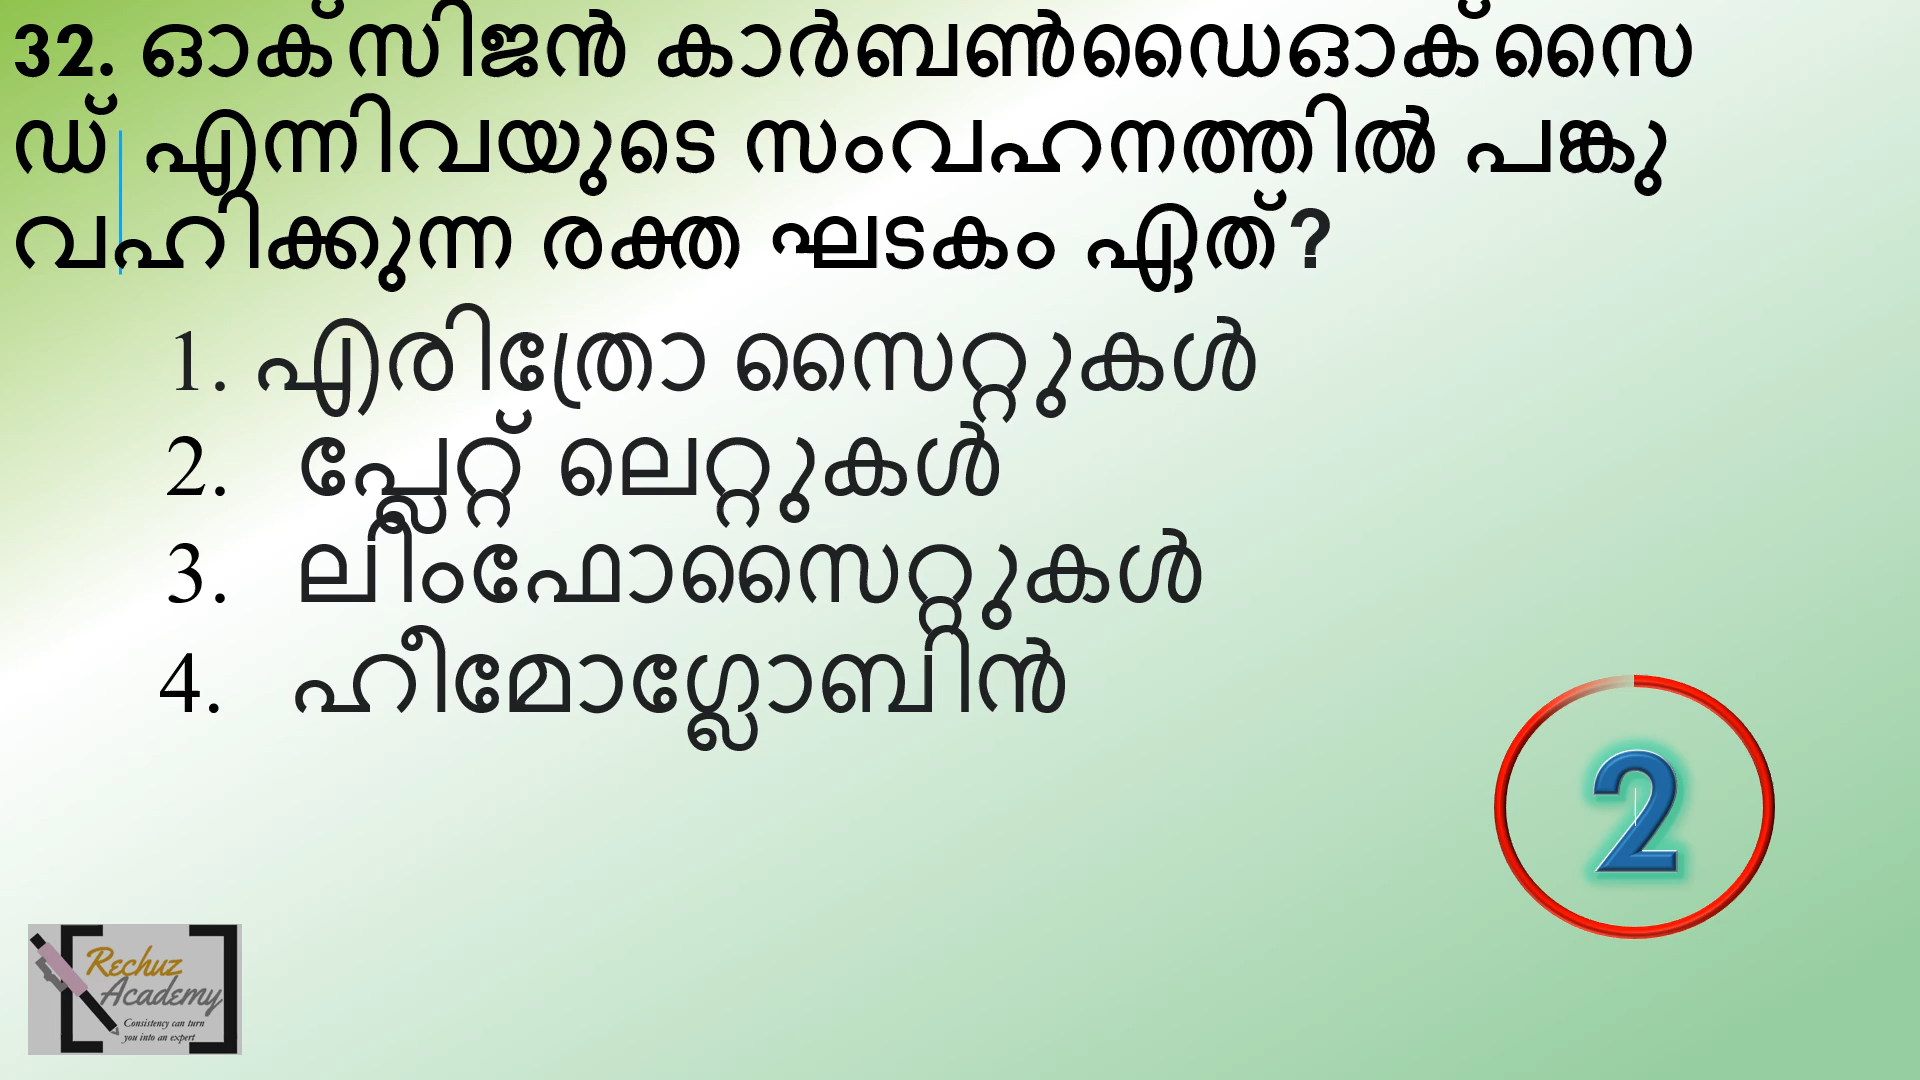 32. ഓക്സിജൻ കാർബൺഡൈഓക്സൈ
ഡ് എന്നിവയുടെ സംവഹനത്തിൽ പങ്കു
വഹിക്കുന്ന രക്ത ഘടകം ഏത്?
1. എരിത്രോ സൈറ്റുകൾ
2. പ്ലേറ്റ് ലെറ്റുകൾ
3. ലിംഫോസൈറ്റുകൾ
4. ഹീമോഗ്ലോബിൻ
2
Rechuz
Academy
Consistency can turn
you into an expert